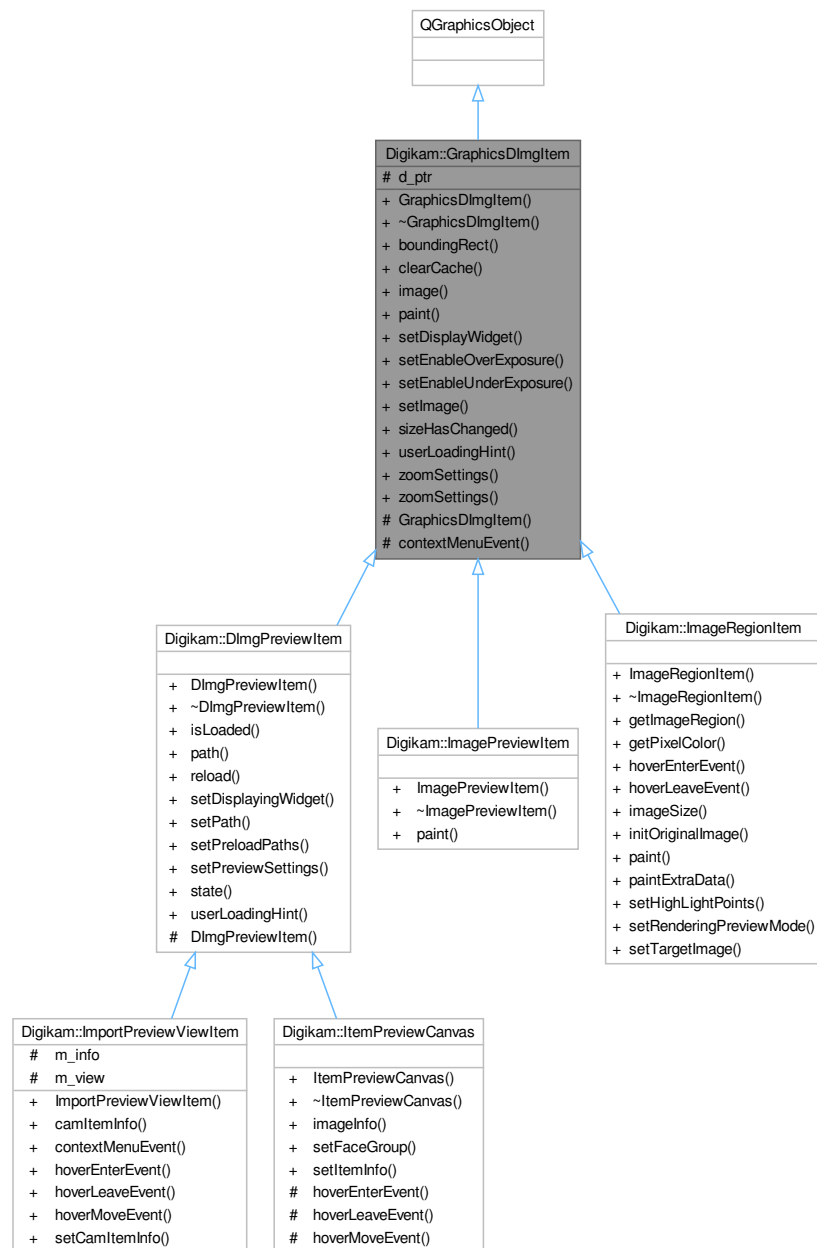 QGraphicsObject
Digikam::GraphicsDImgItem
# d_ptr
+ GraphicsDImgItem()
+ ~GraphicsDImgItem()
+ boundingRect()
+ clearCache()
+ image()
+ paint()
+ setDisplayWidget()
+ setEnableOverExposure()
+ setEnableUnderExposure()
+ setImage()
+ sizeHasChanged()
+ userLoadingHint()
+ zoomSettings()
+ zoomSettings()
# GraphicsDImgItem()
# contextMenuEvent()
Digikam::DImgPreviewItem
+ DImgPreviewItem()
+ ~DImgPreviewItem()
+ isLoaded()
+ path()
+ reload()
+ setDisplayingWidget()
+ setPath()
+ setPreloadPaths()
+ setPreviewSettings()
+ state()
+ userLoadingHint()
# DImgPreviewItem()
Digikam::ImagePreviewItem
+ ImagePreviewItem()
+ ~ImagePreviewItem()
+ paint()
Digikam::ImageRegionItem
+ ImageRegionItem()
+ ~ImageRegionItem()
+ getImageRegion()
+ getPixelColor()
+ hoverEnterEvent()
+ hoverLeaveEvent()
+ imageSize()
+ initOriginalImage()
+ paint()
+ paintExtraData()
+ setHighLightPoints()
+ setRenderingPreviewMode()
+ setTargetImage()
Digikam::ImportPreviewViewItem
# m_info
# m_view
+ ImportPreviewViewItem()
+ camItemInfo()
+ contextMenuEvent()
+ hoverEnterEvent()
+ hoverLeaveEvent()
+ hoverMoveEvent()
+ setCamItemInfo()
Digikam::ItemPreviewCanvas
+ ItemPreviewCanvas()
+ ~ItemPreviewCanvas()
+ imageInfo()
+ setFaceGroup()
+ setItemInfo()
# hoverEnterEvent()
# hoverLeaveEvent()
# hoverMoveEvent()